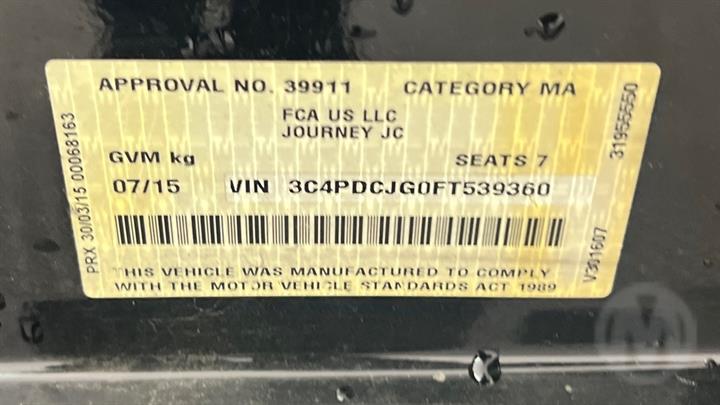 APPROVAL NO. 39911 CATEGORY MA
FCA US LLC
JOURNEY JC
GVM kg SEATS 7
07/15 VIN 3C4PDCJG0FT539360
THIS VEHICLE WAS MANUFACTURED TO COMPLY
WITH THE MOTOR VEHICLE STANDARDS ACT 1989
PRX 30/03/15 00068163
31955550
V301607